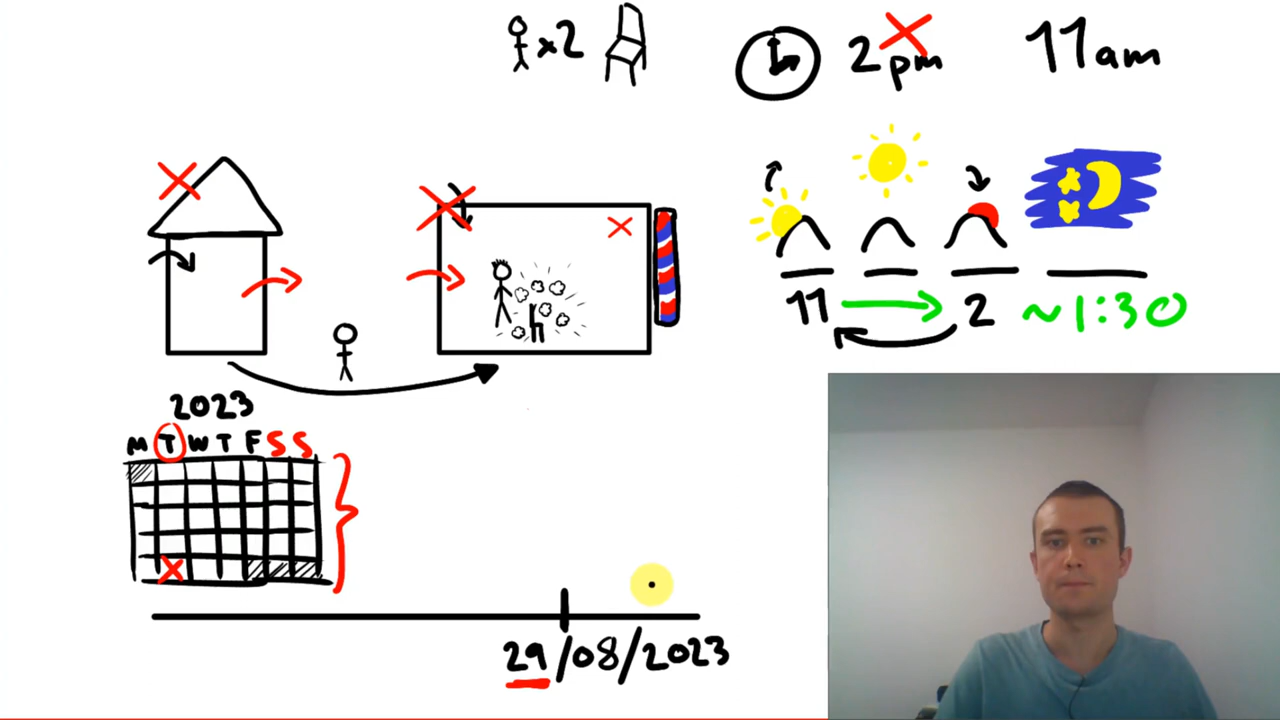 x2
2pm 11am
11 2 ~1:30
2023
M T W T F S S
29/08/2023